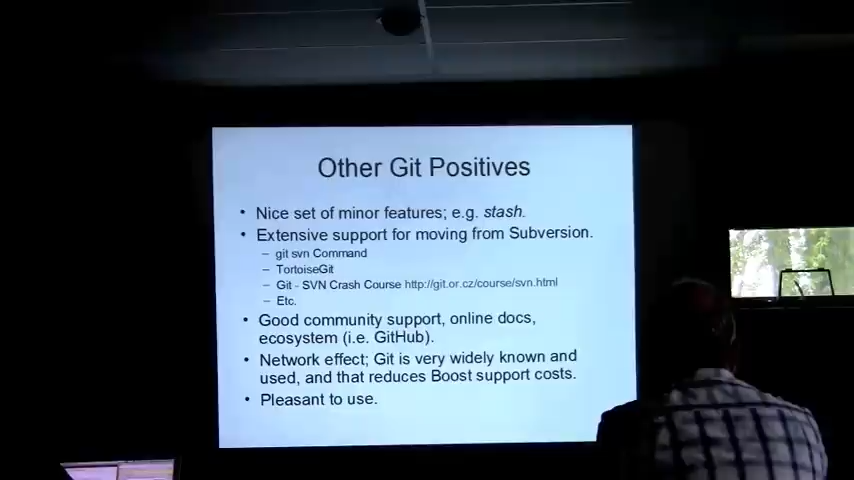 Other Git Positives
• Nice set of minor features; e.g. stash.
• Extensive support for moving from Subversion.
– git svn Command
– TortoiseGit
– Git - SVN Crash Course http://git.or.cz/course/svn.html
– Etc.
• Good community support, online docs,
ecosystem (i.e. GitHub).
• Network effect; Git is very widely known and
used, and that reduces Boost support costs.
• Pleasant to use.